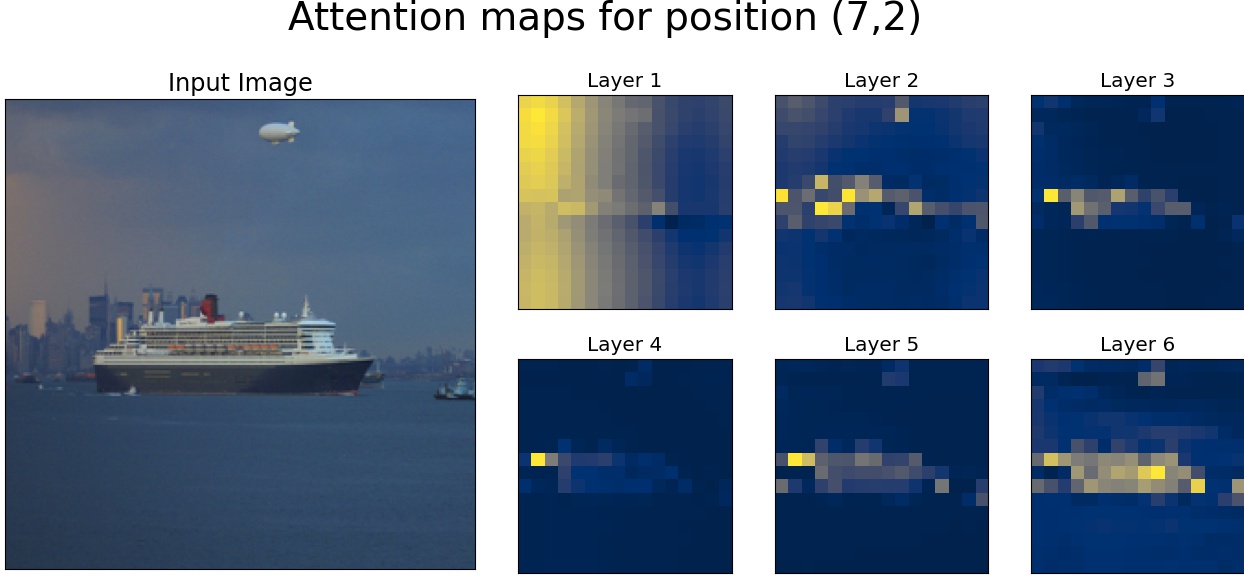 Attention maps for position (7,2)
Input Image
Layer 1
Layer 2
Layer 3
Layer 4
Layer 5
Layer 6